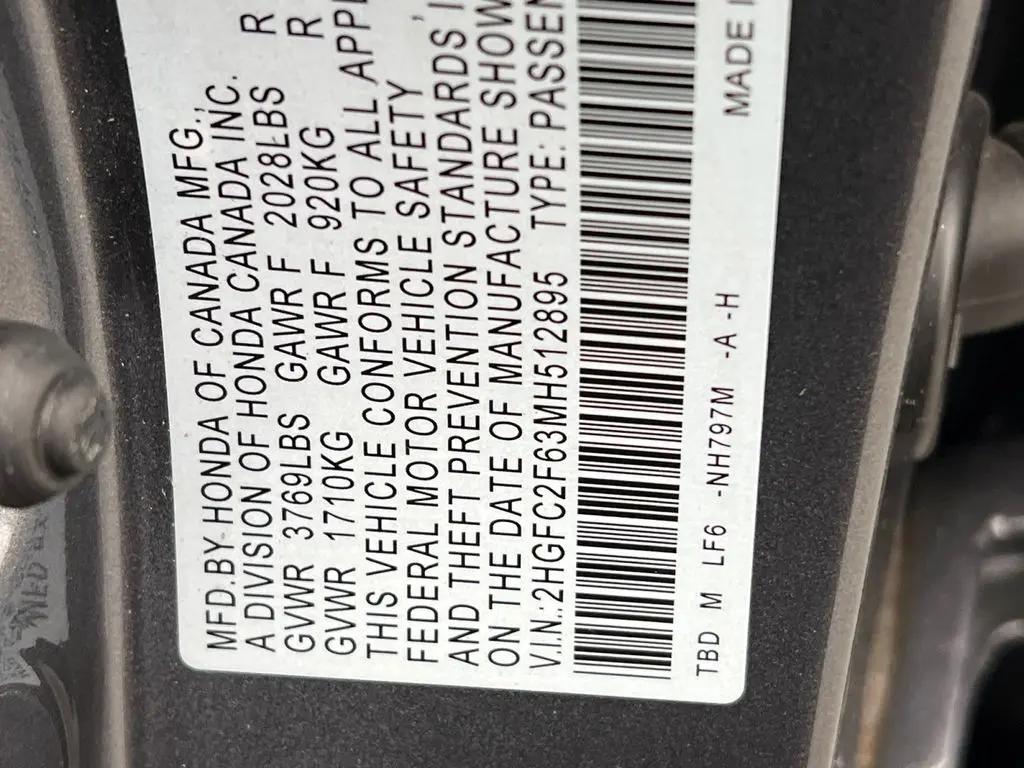 MFD.BY HONDA OF CANADA MFG.,
A DIVISION OF HONDA CANADA INC.
GVWR 3769LBS GAWR F 2028LBS R
GVWR 1710KG GAWR F 920KG R
THIS VEHICLE CONFORMS TO ALL APPL
FEDERAL MOTOR VEHICLE SAFETY,
AND THEFT PREVENTION STANDARDS I
ON THE DATE OF MANUFACTURE SHOW
V.I.N.:2HGFC2F63MH512895 TYPE: PASSEN
TBD M LF6 -NH797M -A -H MADE I